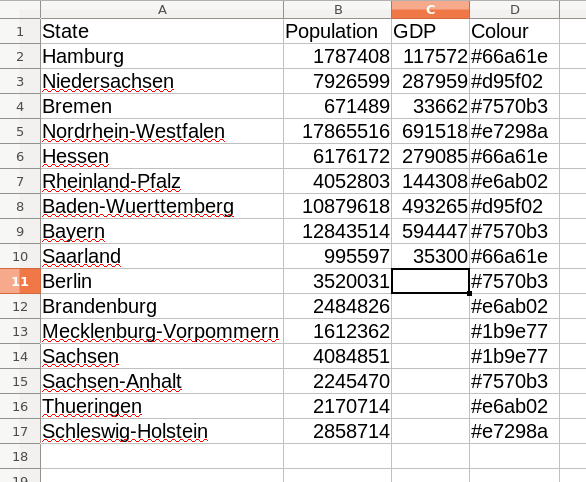 A B C D
1 State Population GDP Colour
2 Hamburg 1787408 117572 #66a61e
3 Niedersachsen 7926599 287959 #d95f02
4 Bremen 671489 33662 #7570b3
5 Nordrhein-Westfalen 17865516 691518 #e7298a
6 Hessen 6176172 279085 #66a61e
7 Rheinland-Pfalz 4052803 144308 #e6ab02
8 Baden-Wuerttemberg 10879618 493265 #d95f02
9 Bayern 12843514 594447 #7570b3
10 Saarland 995597 35300 #66a61e
11 Berlin 3520031 #7570b3
12 Brandenburg 2484826 #e6ab02
13 Mecklenburg-Vorpommern 1612362 #1b9e77
14 Sachsen 4084851 #1b9e77
15 Sachsen-Anhalt 2245470 #7570b3
16 Thueringen 2170714 #e6ab02
17 Schleswig-Holstein 2858714 #e7298a
18
19